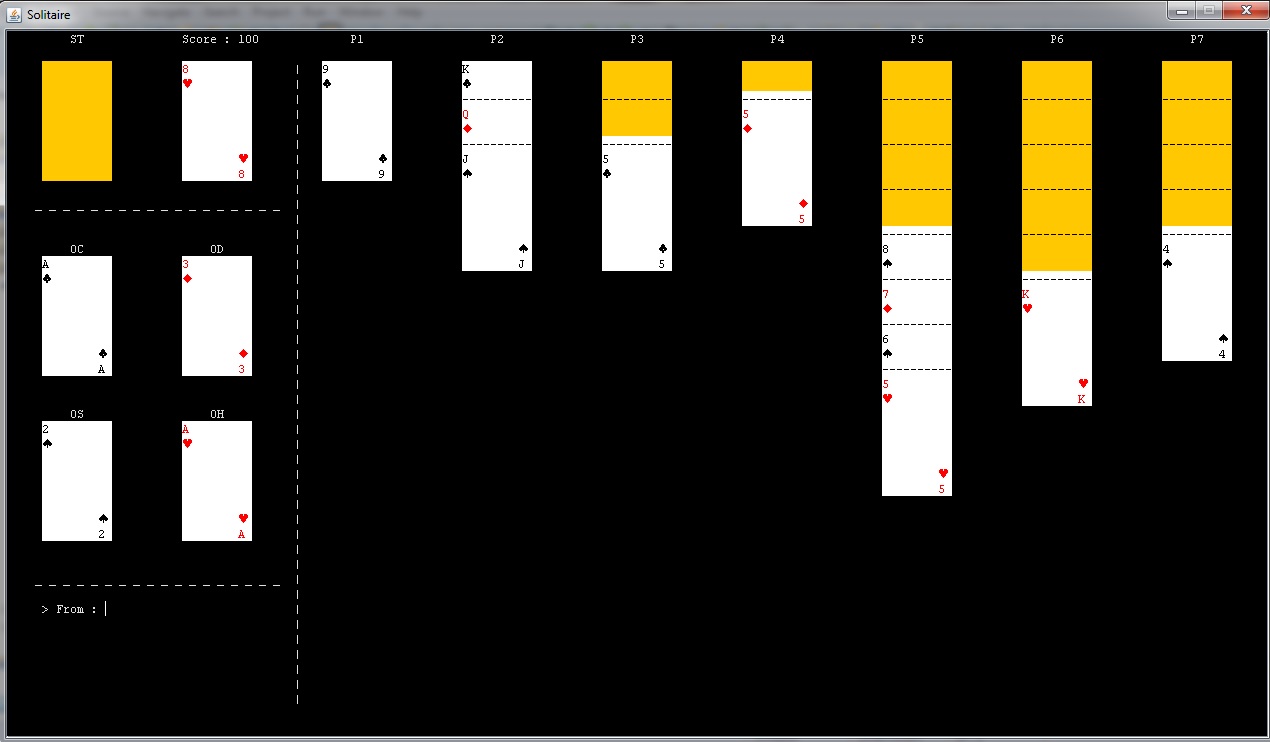 Solitaire
ST Score : 100 P1 P2 P3 P4 P5 P6 P7
8 9 K
♥ ♣ ♣
Q 5
♦ ♦
♥ ♣ J 5
8 9 ♠ ♣
♦
5
OC OD ♠ ♣ 8 4
A 3 J 5 ♠ ♠
♣ ♦
7 K
♦ ♥
♠
6 4
♣ ♦ ♠
A 3
5 ♥
♥ K
OS OH
2 A
♠ ♥
♥
5
♠ ♥
2 A
> From :